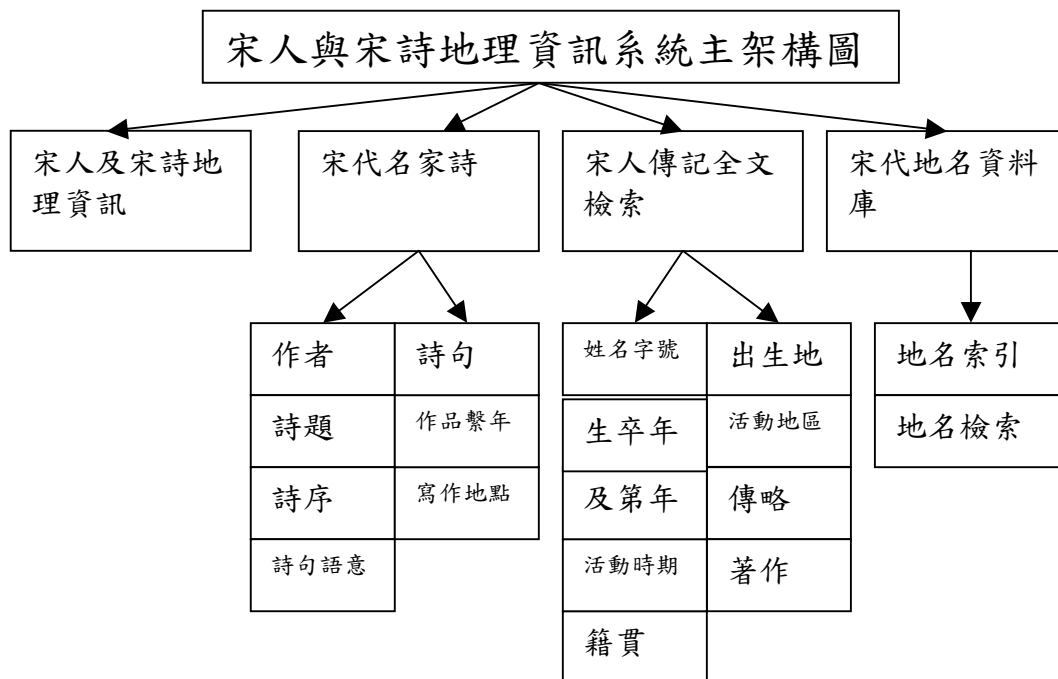 宋人與宋詩地理資訊系統主架構圖
宋人及宋詩地
理資訊
宋代名家詩
宋人傳記全文
檢索
宋代地名資料
庫
作者
詩句
詩題
作品繫年
詩序
寫作地點
詩句語意
姓名字號
出生地
生卒年
活動地區
及第年
傳略
活動時期
著作
籍貫
地名索引
地名檢索